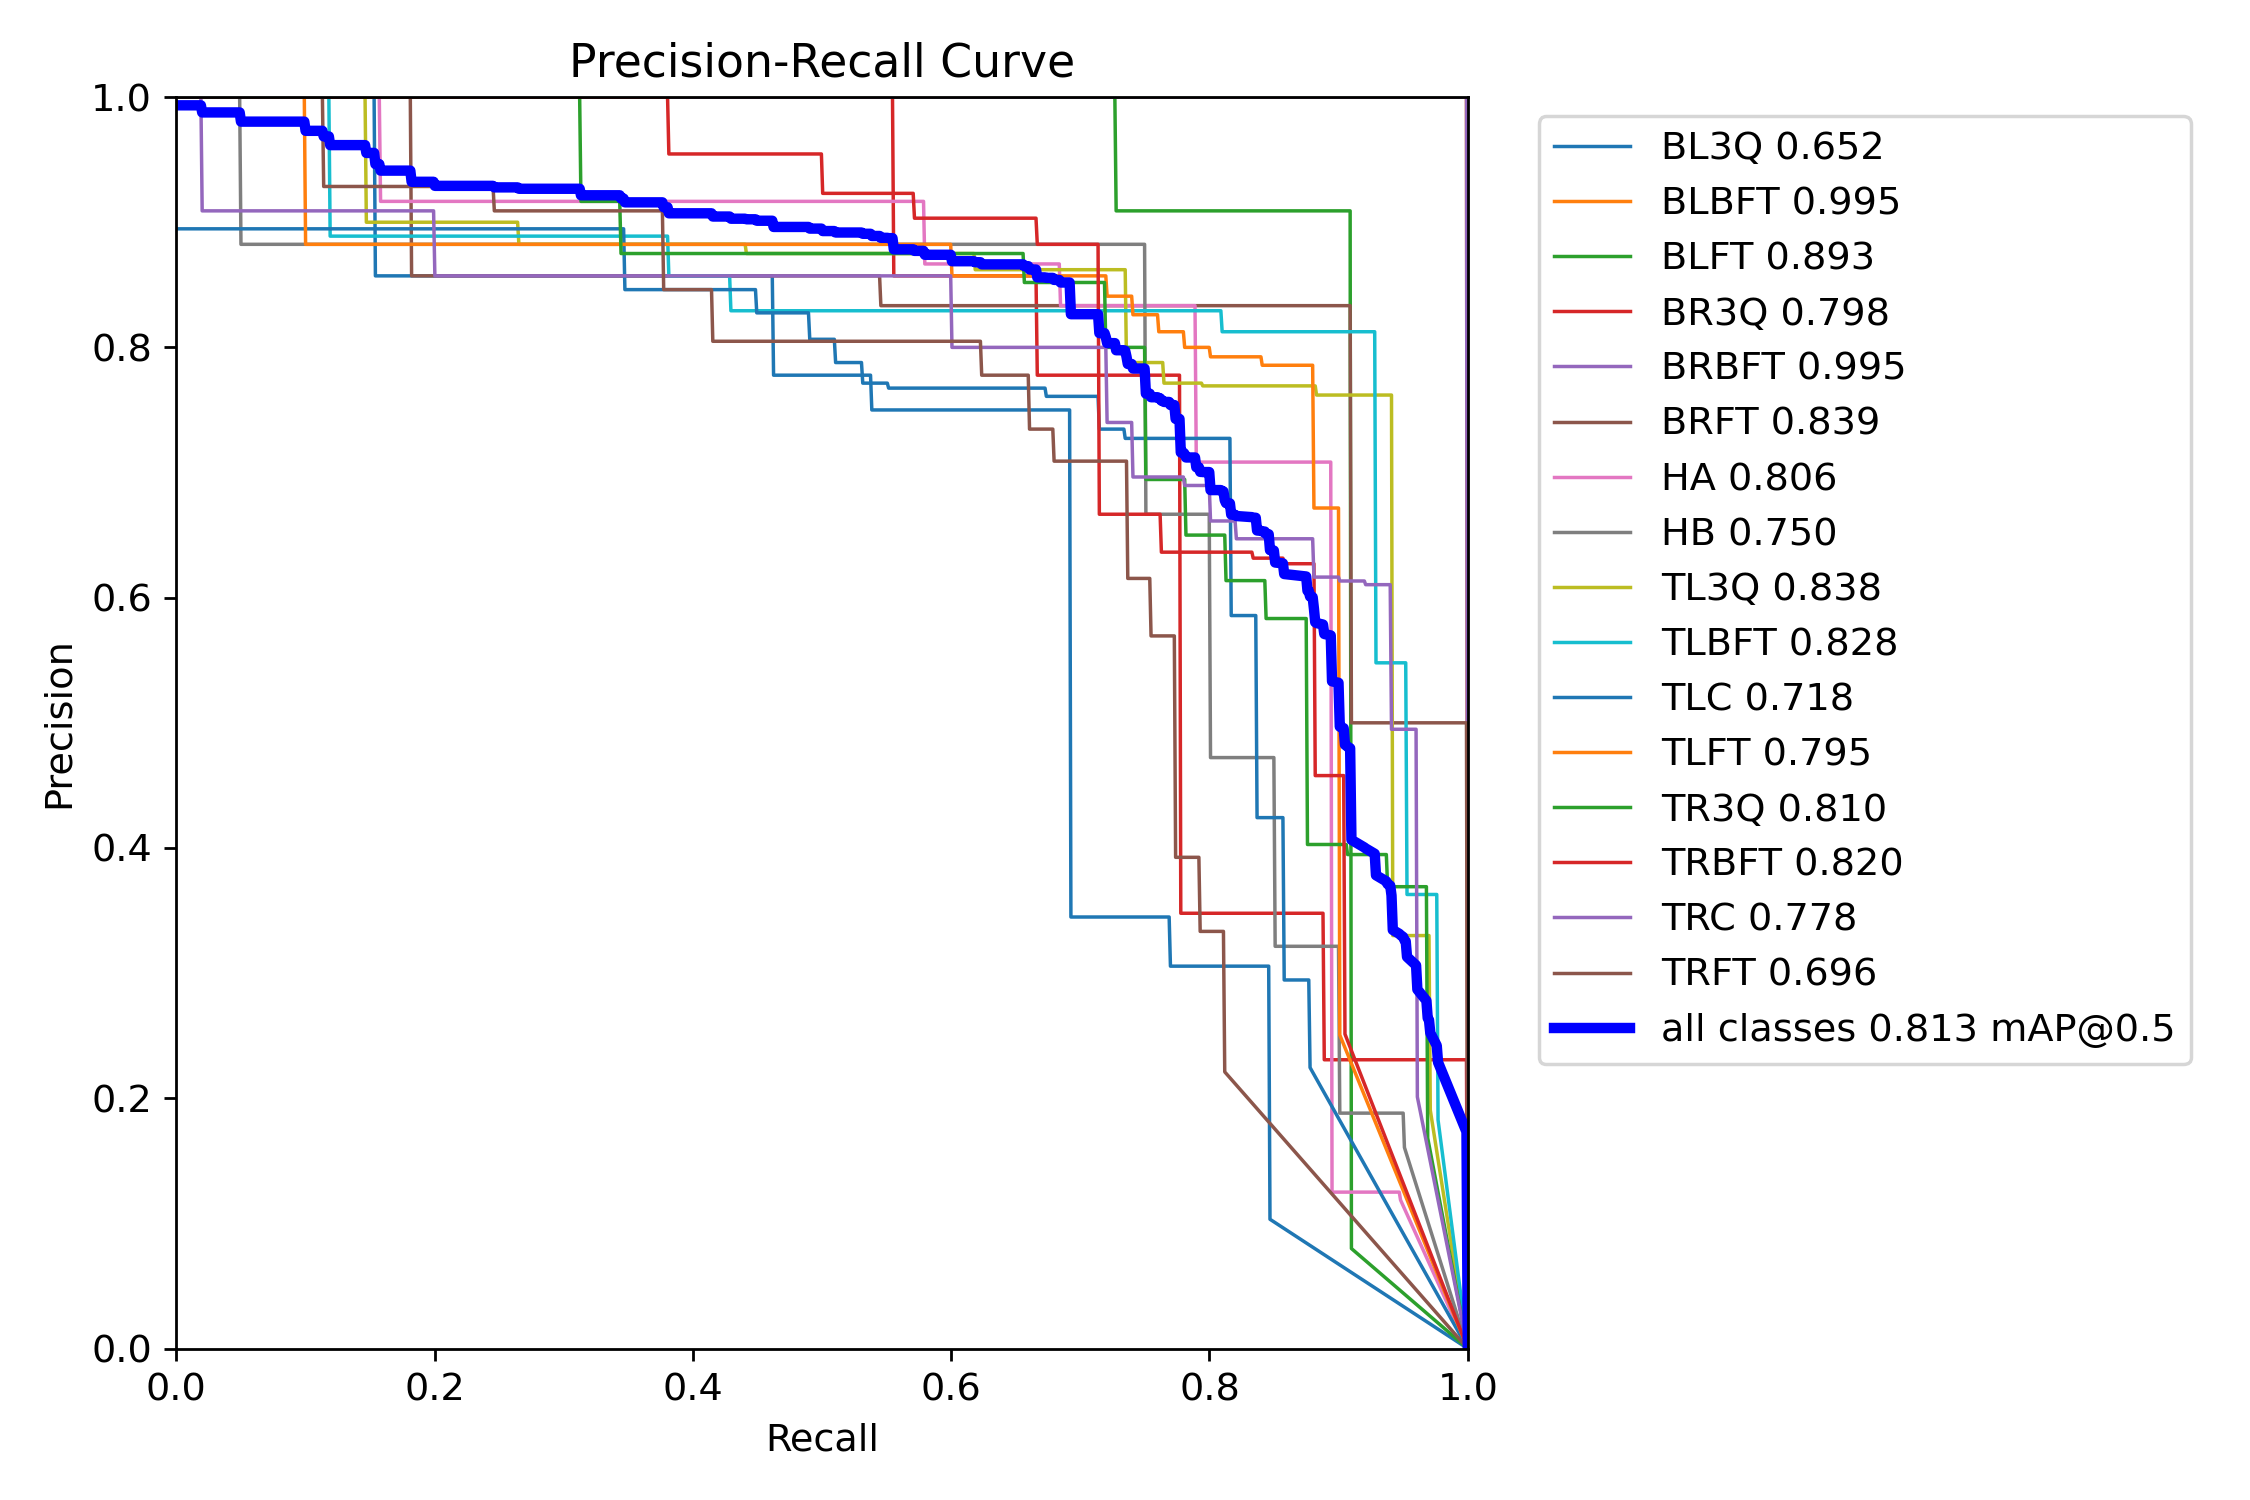 Precision-Recall Curve
1.0
0.8
0.6
0.4
0.2
0.0
Precision
0.0 0.2 0.4 0.6 0.8 1.0
Recall
BL3Q 0.652
BLBFT 0.995
BLFT 0.893
BR3Q 0.798
BRBFT 0.995
BRFT 0.839
HA 0.806
HB 0.750
TL3Q 0.838
TLBFT 0.828
TLC 0.718
TLFT 0.795
TR3Q 0.810
TRBFT 0.820
TRC 0.778
TRFT 0.696
all classes 0.813 mAP@0.5